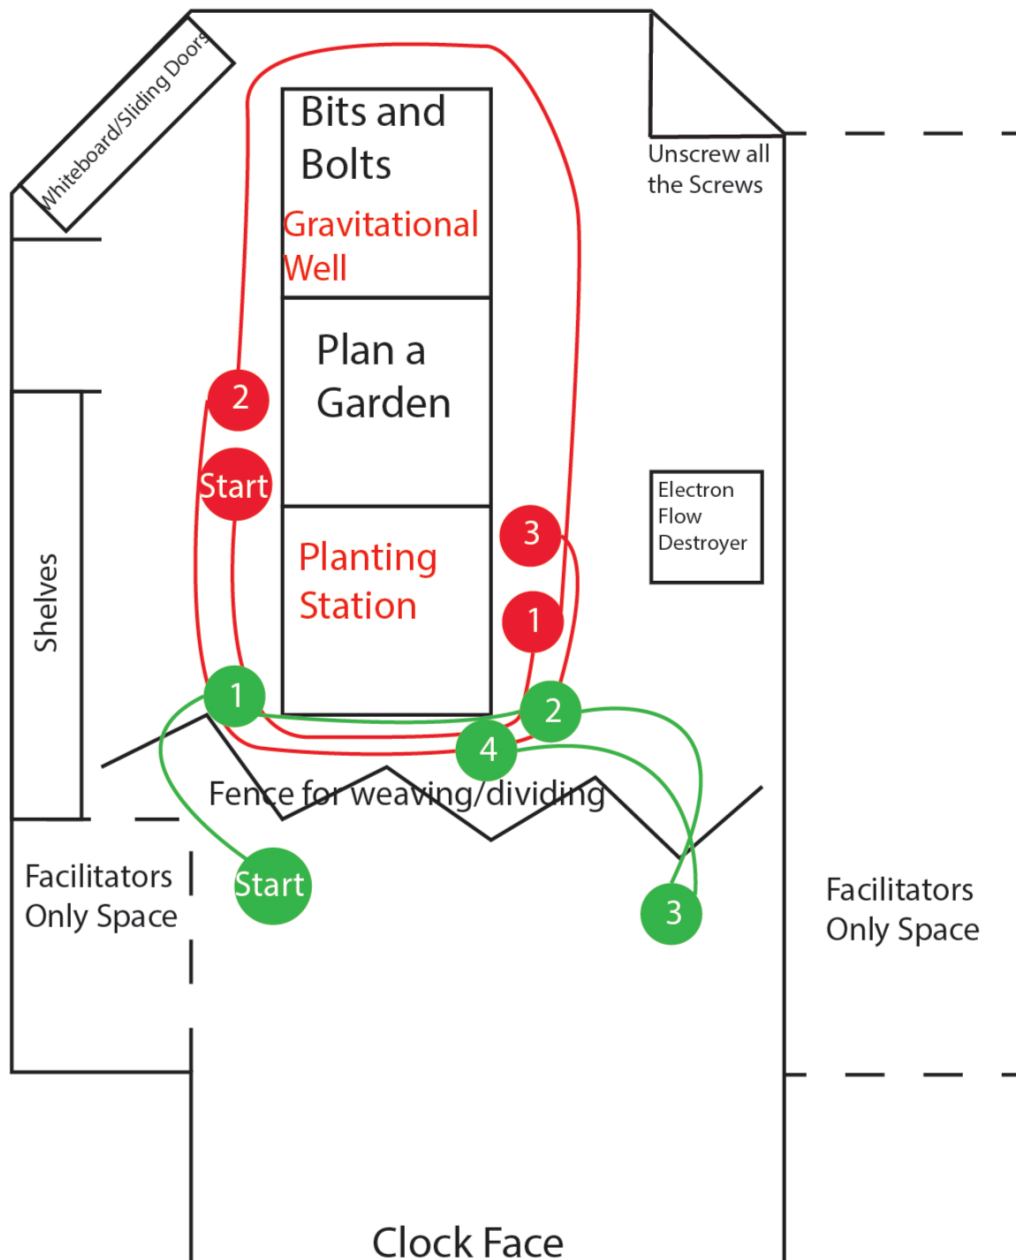 Whiteboard/Sliding Doors
Bits and
Bolts
Gravitational
Well
Unscrew all
the Screws
Plan a
Garden
2
Start
Electron
Flow
Destroyer
3
Planting
Station
1
Shelves
1
2
4
Fence for weaving/dividing
Start
3
Facilitators
Only Space
Facilitators
Only Space
Clock Face